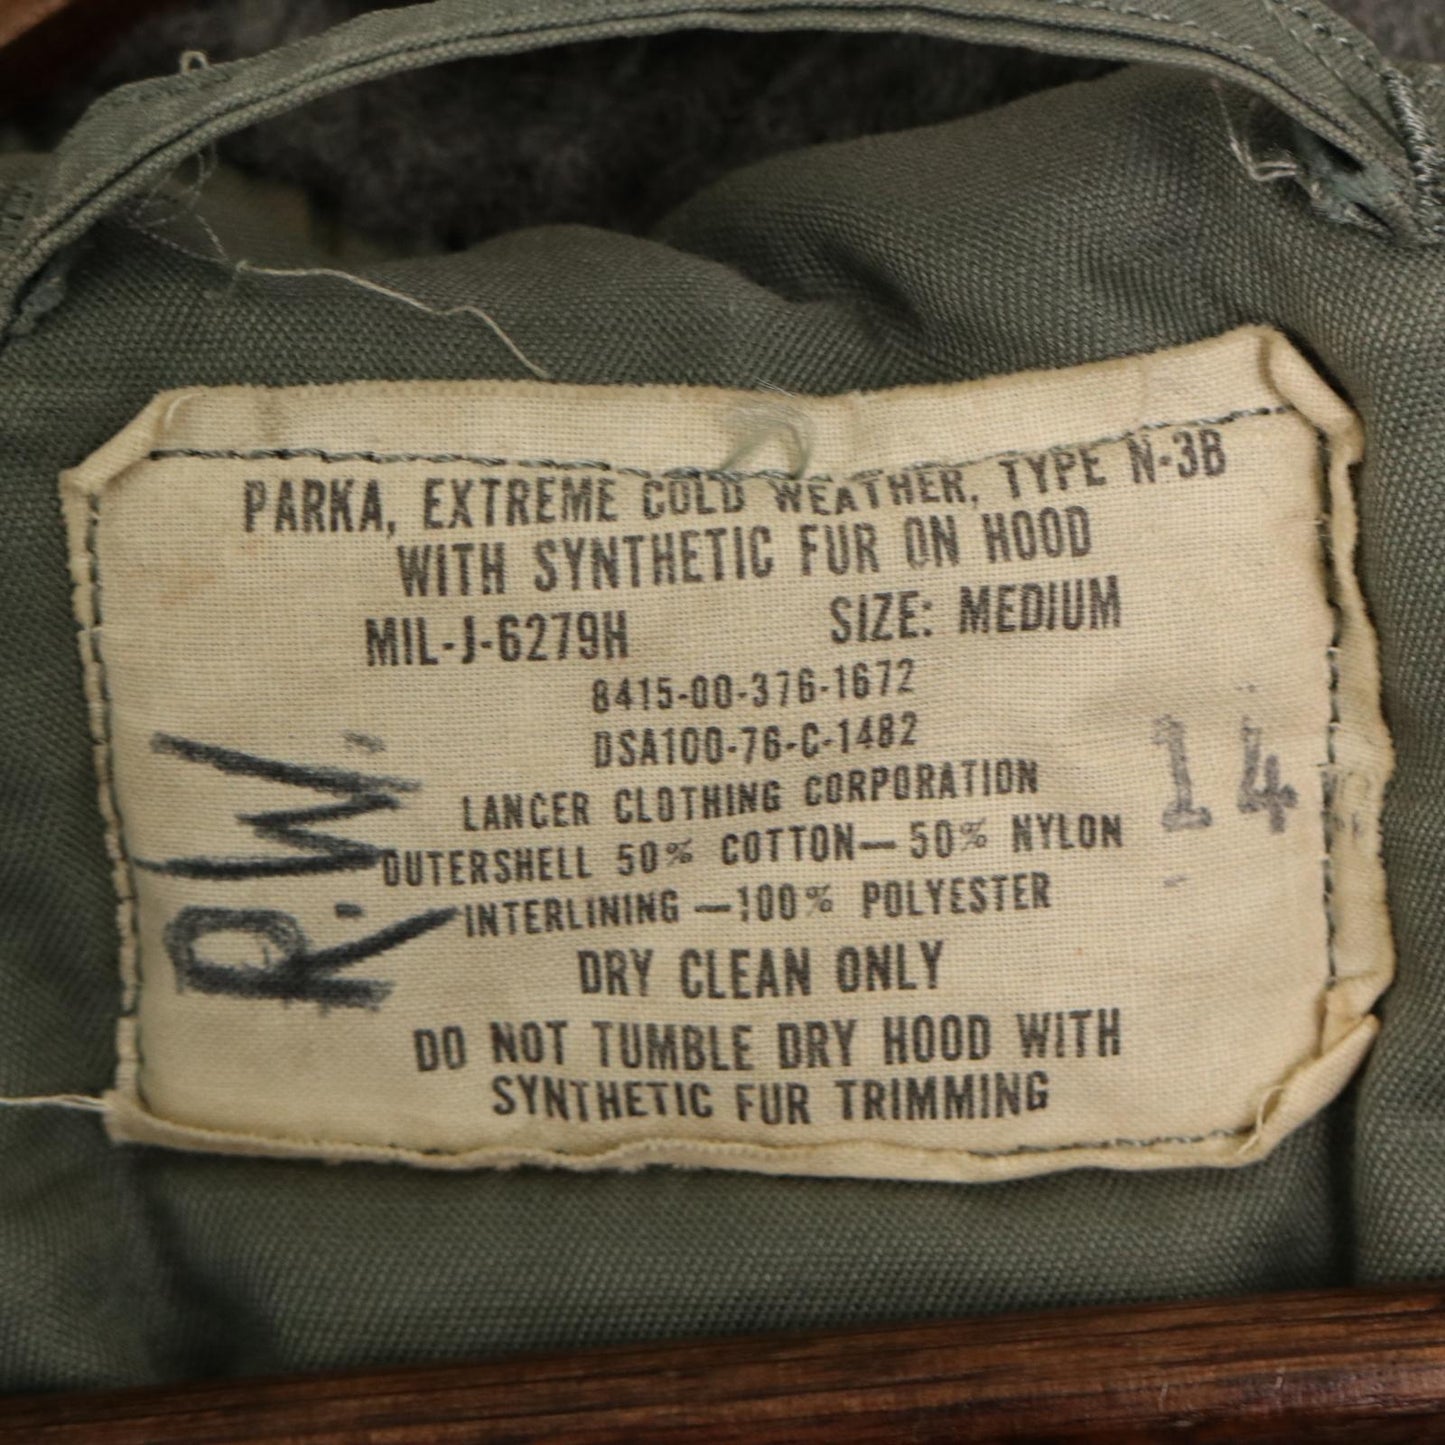 PARKA, EXTREME COLD WEATHER, TYPE N-3B
WITH SYNTHETIC FUR ON HOOD
MIL-J-6279H SIZE: MEDIUM
8415-00-376-1672
DSA100-76-C-1482
LANCER CLOTHING CORPORATION
OUTERSHELL 50% COTTON—50% NYLON
INTERLINING —100% POLYESTER
DRY CLEAN ONLY
DO NOT TUMBLE DRY HOOD WITH
SYNTHETIC FUR TRIMMING
R.W.
14